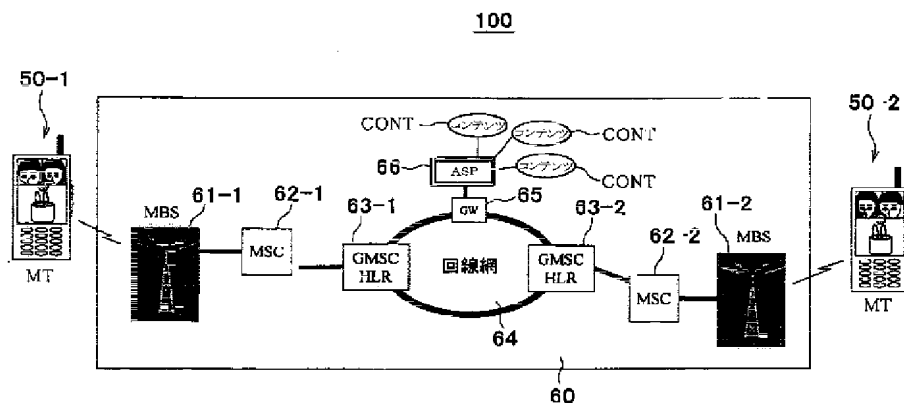 100
50-1
50-2
CONT
コンテンツ
コンテンツ
CONT
コンテンツ
CONT
66
ASP
65
GW
61-1
MBS
62-1
MSC
63-1
GMSC
HLR
回線網
64
63-2
GMSC
HLR
62-2
MSC
61-2
MBS
MT
MT
60